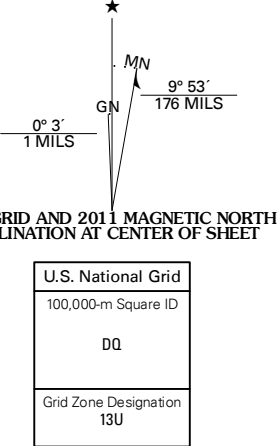 ★
MN
GN
9° 53´
176 MILS
0° 3´
1 MILS
GRID AND 2011 MAGNETIC NORTH
LINATION AT CENTER OF SHEET
U.S. National Grid
100,000-m Square ID
DQ
Grid Zone Designation
13U